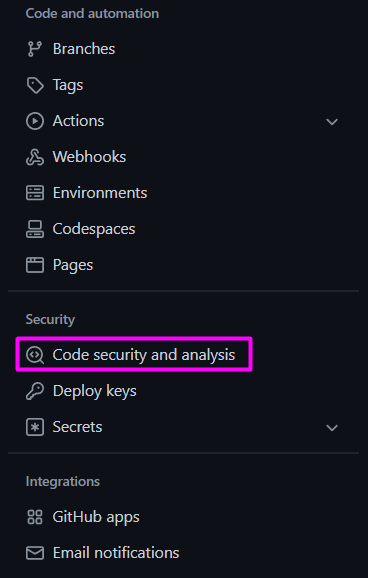 Code and automation
Branches
Tags
Actions
Webhooks
Environments
Codespaces
Pages
Security
Code security and analysis
Deploy keys
Secrets
Integrations
GitHub apps
Email notifications